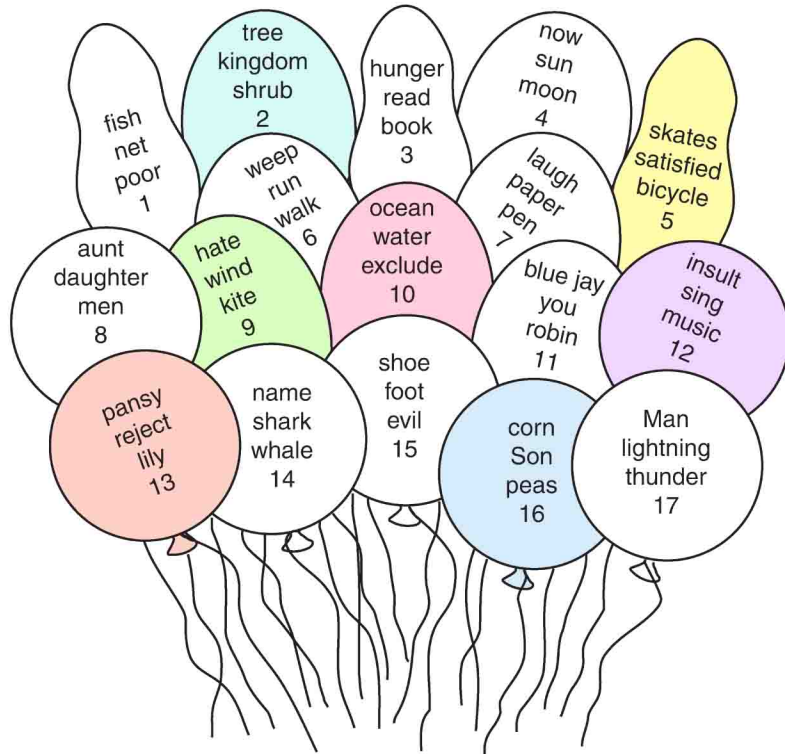 fish
net
poor
1
tree
kingdom
shrub
2
hunger
read
book
3
now
sun
moon
4
skates
satisfied
bicycle
5
weep
run
walk
6
laugh
paper
pen
7
aunt
daughter
men
8
hate
wind
kite
9
ocean
water
exclude
10
blue jay
you
robin
11
insult
sing
music
12
pansy
reject
lily
13
name
shark
whale
14
shoe
foot
evil
15
corn
Son
peas
16
Man
lightning
thunder
17